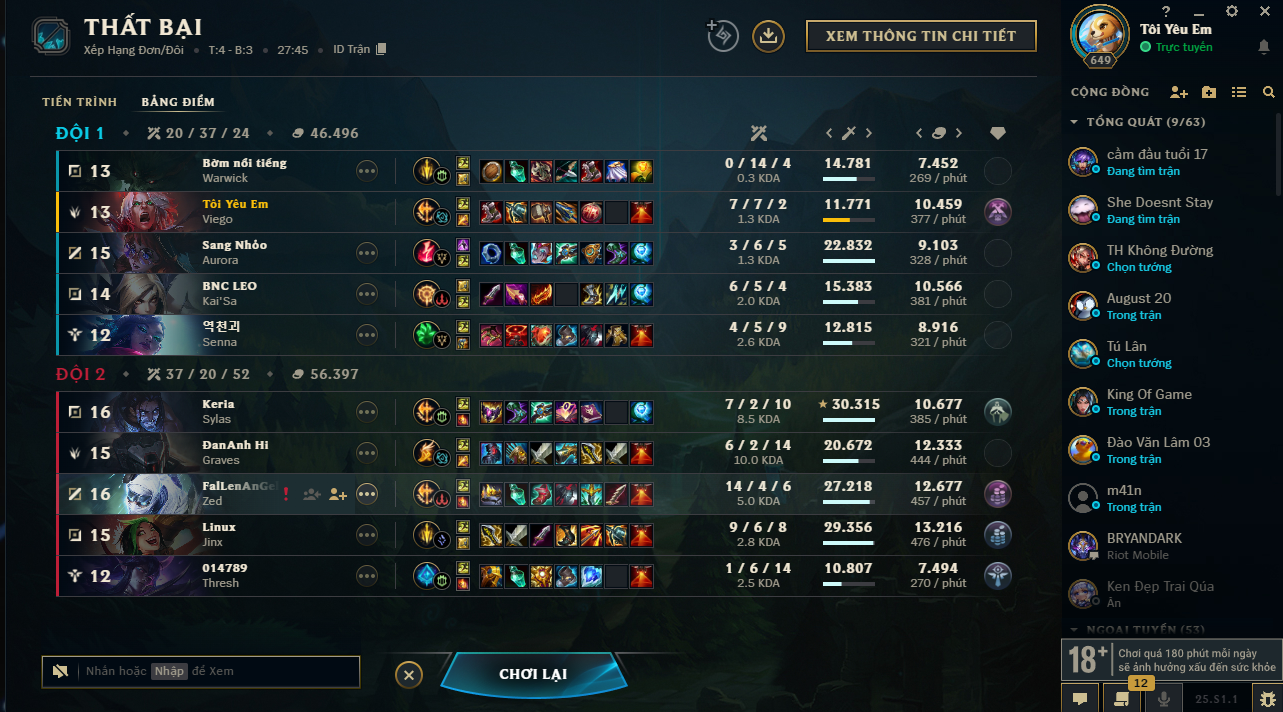 THẤT BẠI
Xếp Hạng Đơn/Đôi • T:4 - B:3 • 27:45 • ID Trận
XEM THÔNG TIN CHI TIẾT
TIẾN TRÌNH BẢNG ĐIỂM
ĐỘI 1 • 20 / 37 / 24 • 46.496
13 Bờm nổi tiếng 0 / 14 / 4 14.781 7.452
Warwick 0.3 KDA 269 / phút
13 Tôi Yêu Em 7 / 7 / 2 11.771 10.459
Viego 1.3 KDA 377 / phút
15 Sang Nhỏo 3 / 6 / 5 22.832 9.103
Aurora 1.3 KDA 328 / phút
14 BNC LEO 6 / 5 / 4 15.383 10.566
Kai'Sa 2.0 KDA 381 / phút
12 역천괴 4 / 5 / 9 12.815 8.916
Senna 2.6 KDA 321 / phút
ĐỘI 2 • 37 / 20 / 52 • 56.397
16 Keria 7 / 2 / 10 30.315 10.677
Sylas 8.5 KDA 385 / phút
15 ĐanAnh Hi 6 / 2 / 14 20.672 12.333
Graves 10.0 KDA 444 / phút
16 FalLenAnGe 14 / 4 / 6 27.218 12.677
Zed 5.0 KDA 457 / phút
15 Linux 9 / 6 / 8 29.356 13.216
Jinx 2.8 KDA 476 / phút
12 014789 1 / 6 / 14 10.807 7.494
Thresh 2.5 KDA 270 / phút
Nhấn hoặc Nhập để Xem
CHƠI LẠI
649
Tôi Yêu Em
Trực tuyến
CỘNG ĐỒNG
TỔNG QUÁT (9/63)
cầm đầu tuổi 17
Đang tìm trận
She Doesnt Stay
Đang tìm trận
TH Không Đường
Chọn tướng
August 20
Trong trận
Tú Lân
Chọn tướng
King Of Game
Trong trận
Đào Văn Lâm 03
Trong trận
m41n
Trong trận
BRYANDARK
Riot Mobile
Ken Đẹp Trai Qúa
Ẩn
NGOẠI TUYẾN (53)
18+ Chơi quá 180 phút mỗi ngày
sẽ ảnh hưởng xấu đến sức khỏe
12
25.S1.1